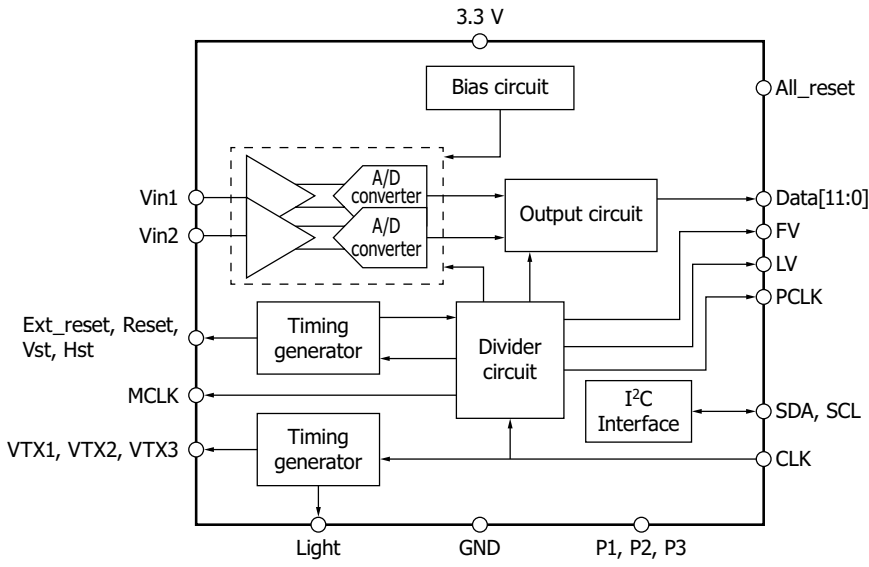 3.3 V
Bias circuit
All_reset
Vin1
Vin2
A/D
converter
A/D
converter
Output circuit
Data[11:0]
FV
LV
PCLK
Ext_reset, Reset,
Vst, Hst
Timing
generator
Divider
circuit
MCLK
I²C
Interface
SDA, SCL
VTX1, VTX2, VTX3
Timing
generator
CLK
Light
GND
P1, P2, P3